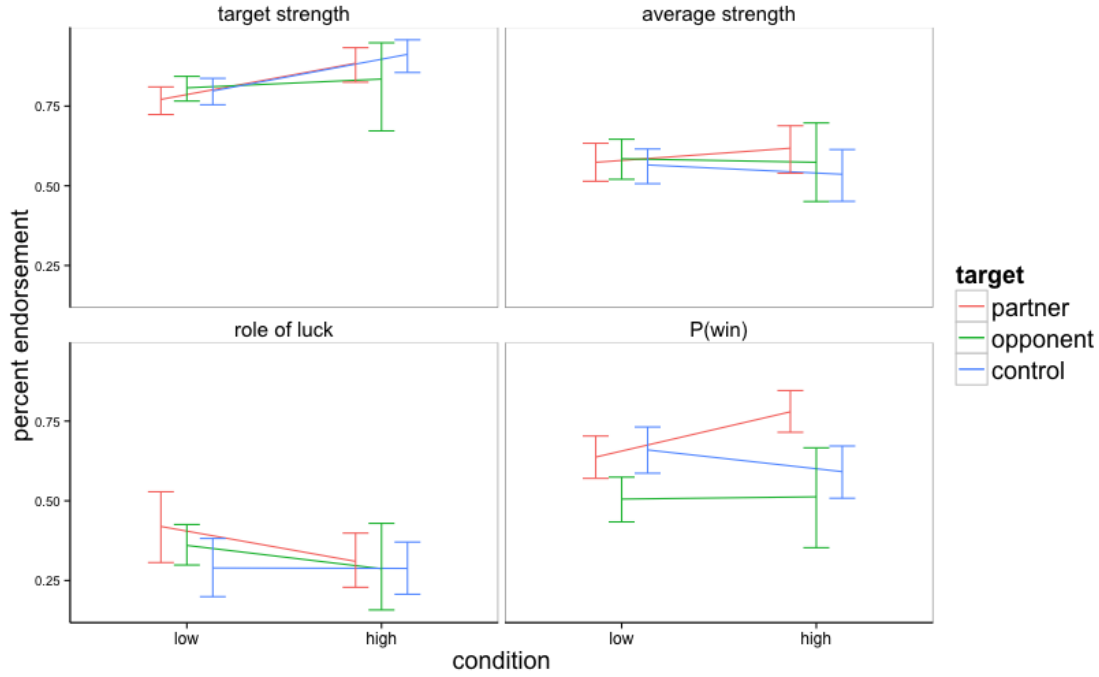 target strength
average strength
0.75
0.50
0.25
percent endorsement
role of luck
P(win)
0.75
0.50
0.25
low
high
low
high
condition
target
partner
opponent
control